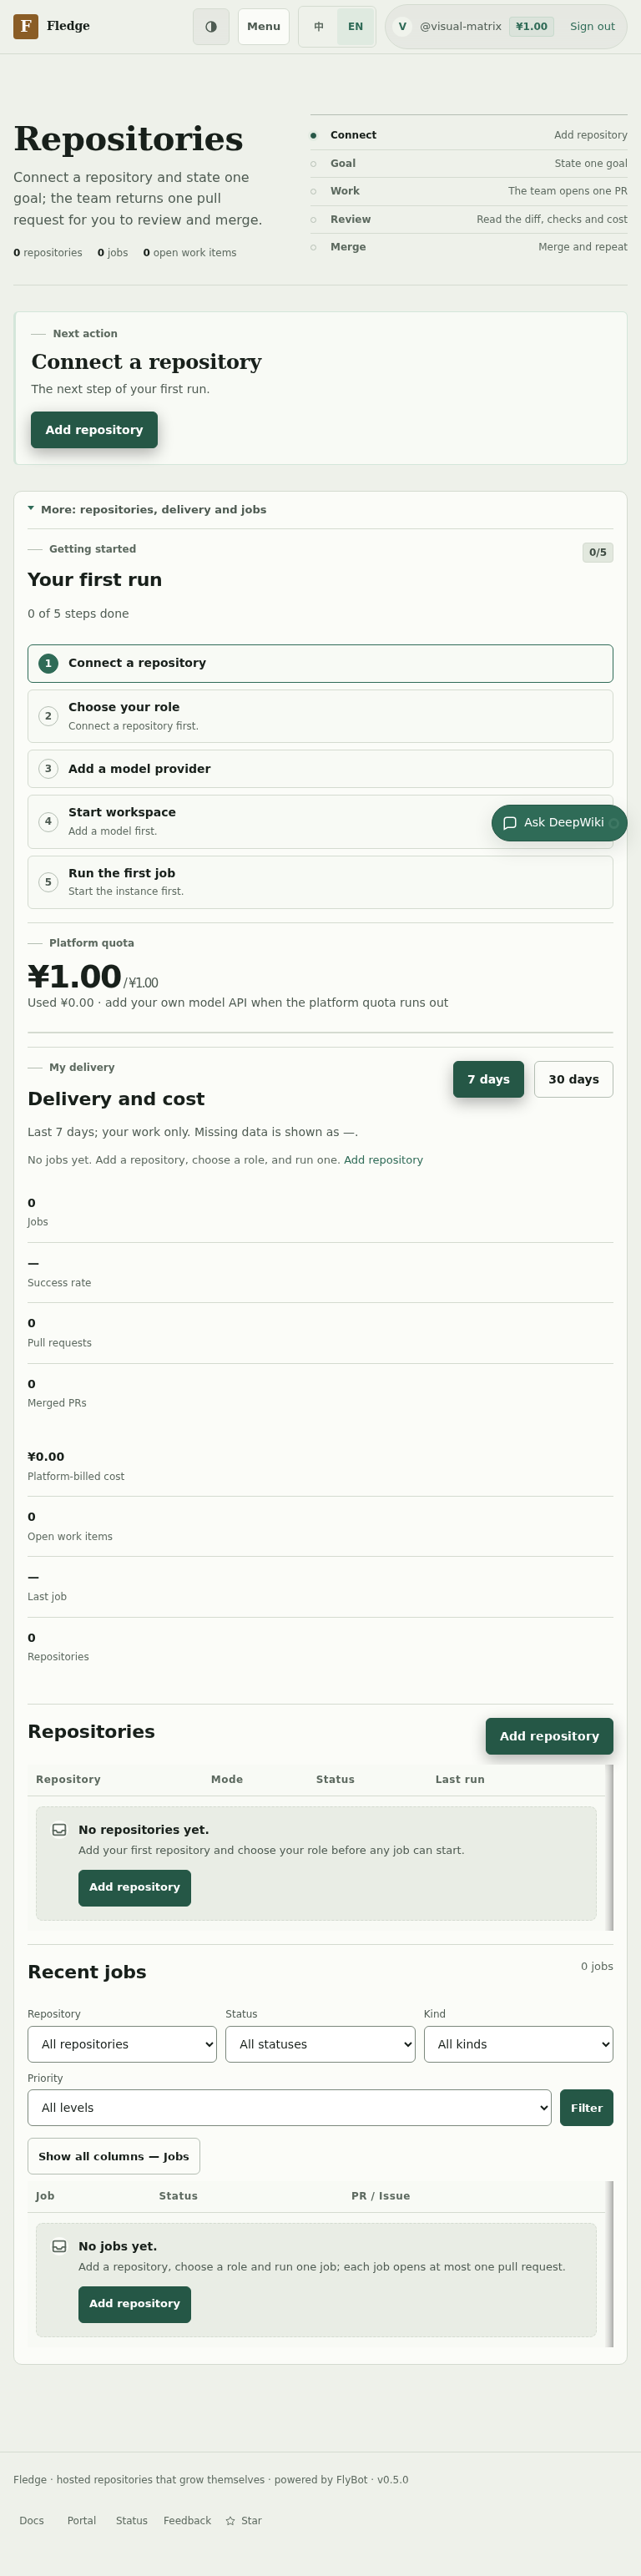 F Fledge Menu 中 EN V @visual-matrix ¥1.00 Sign out
Repositories
Connect a repository and state one
goal; the team returns one pull
request for you to review and merge.
0 repositories 0 jobs 0 open work items
Connect Add repository
Goal State one goal
Work The team opens one PR
Review Read the diff, checks and cost
Merge Merge and repeat
Next action
Connect a repository
The next step of your first run.
Add repository
More: repositories, delivery and jobs
Getting started 0/5
Your first run
0 of 5 steps done
1 Connect a repository
2 Choose your role
Connect a repository first.
3 Add a model provider
4 Start workspace
Add a model first.
Ask DeepWiki
5 Run the first job
Start the instance first.
Platform quota
¥1.00 / ¥1.00
Used ¥0.00 · add your own model API when the platform quota runs out
My delivery
Delivery and cost
7 days 30 days
Last 7 days; your work only. Missing data is shown as —.
No jobs yet. Add a repository, choose a role, and run one. Add repository
0
Jobs
—
Success rate
0
Pull requests
0
Merged PRs
¥0.00
Platform-billed cost
0
Open work items
—
Last job
0
Repositories
Repositories Add repository
Repository Mode Status Last run
No repositories yet.
Add your first repository and choose your role before any job can start.
Add repository
Recent jobs 0 jobs
Repository Status Kind
All repositories All statuses All kinds
Priority
All levels Filter
Show all columns — Jobs
Job Status PR / Issue
No jobs yet.
Add a repository, choose a role and run one job; each job opens at most one pull request.
Add repository
Fledge · hosted repositories that grow themselves · powered by FlyBot · v0.5.0
Docs Portal Status Feedback Star